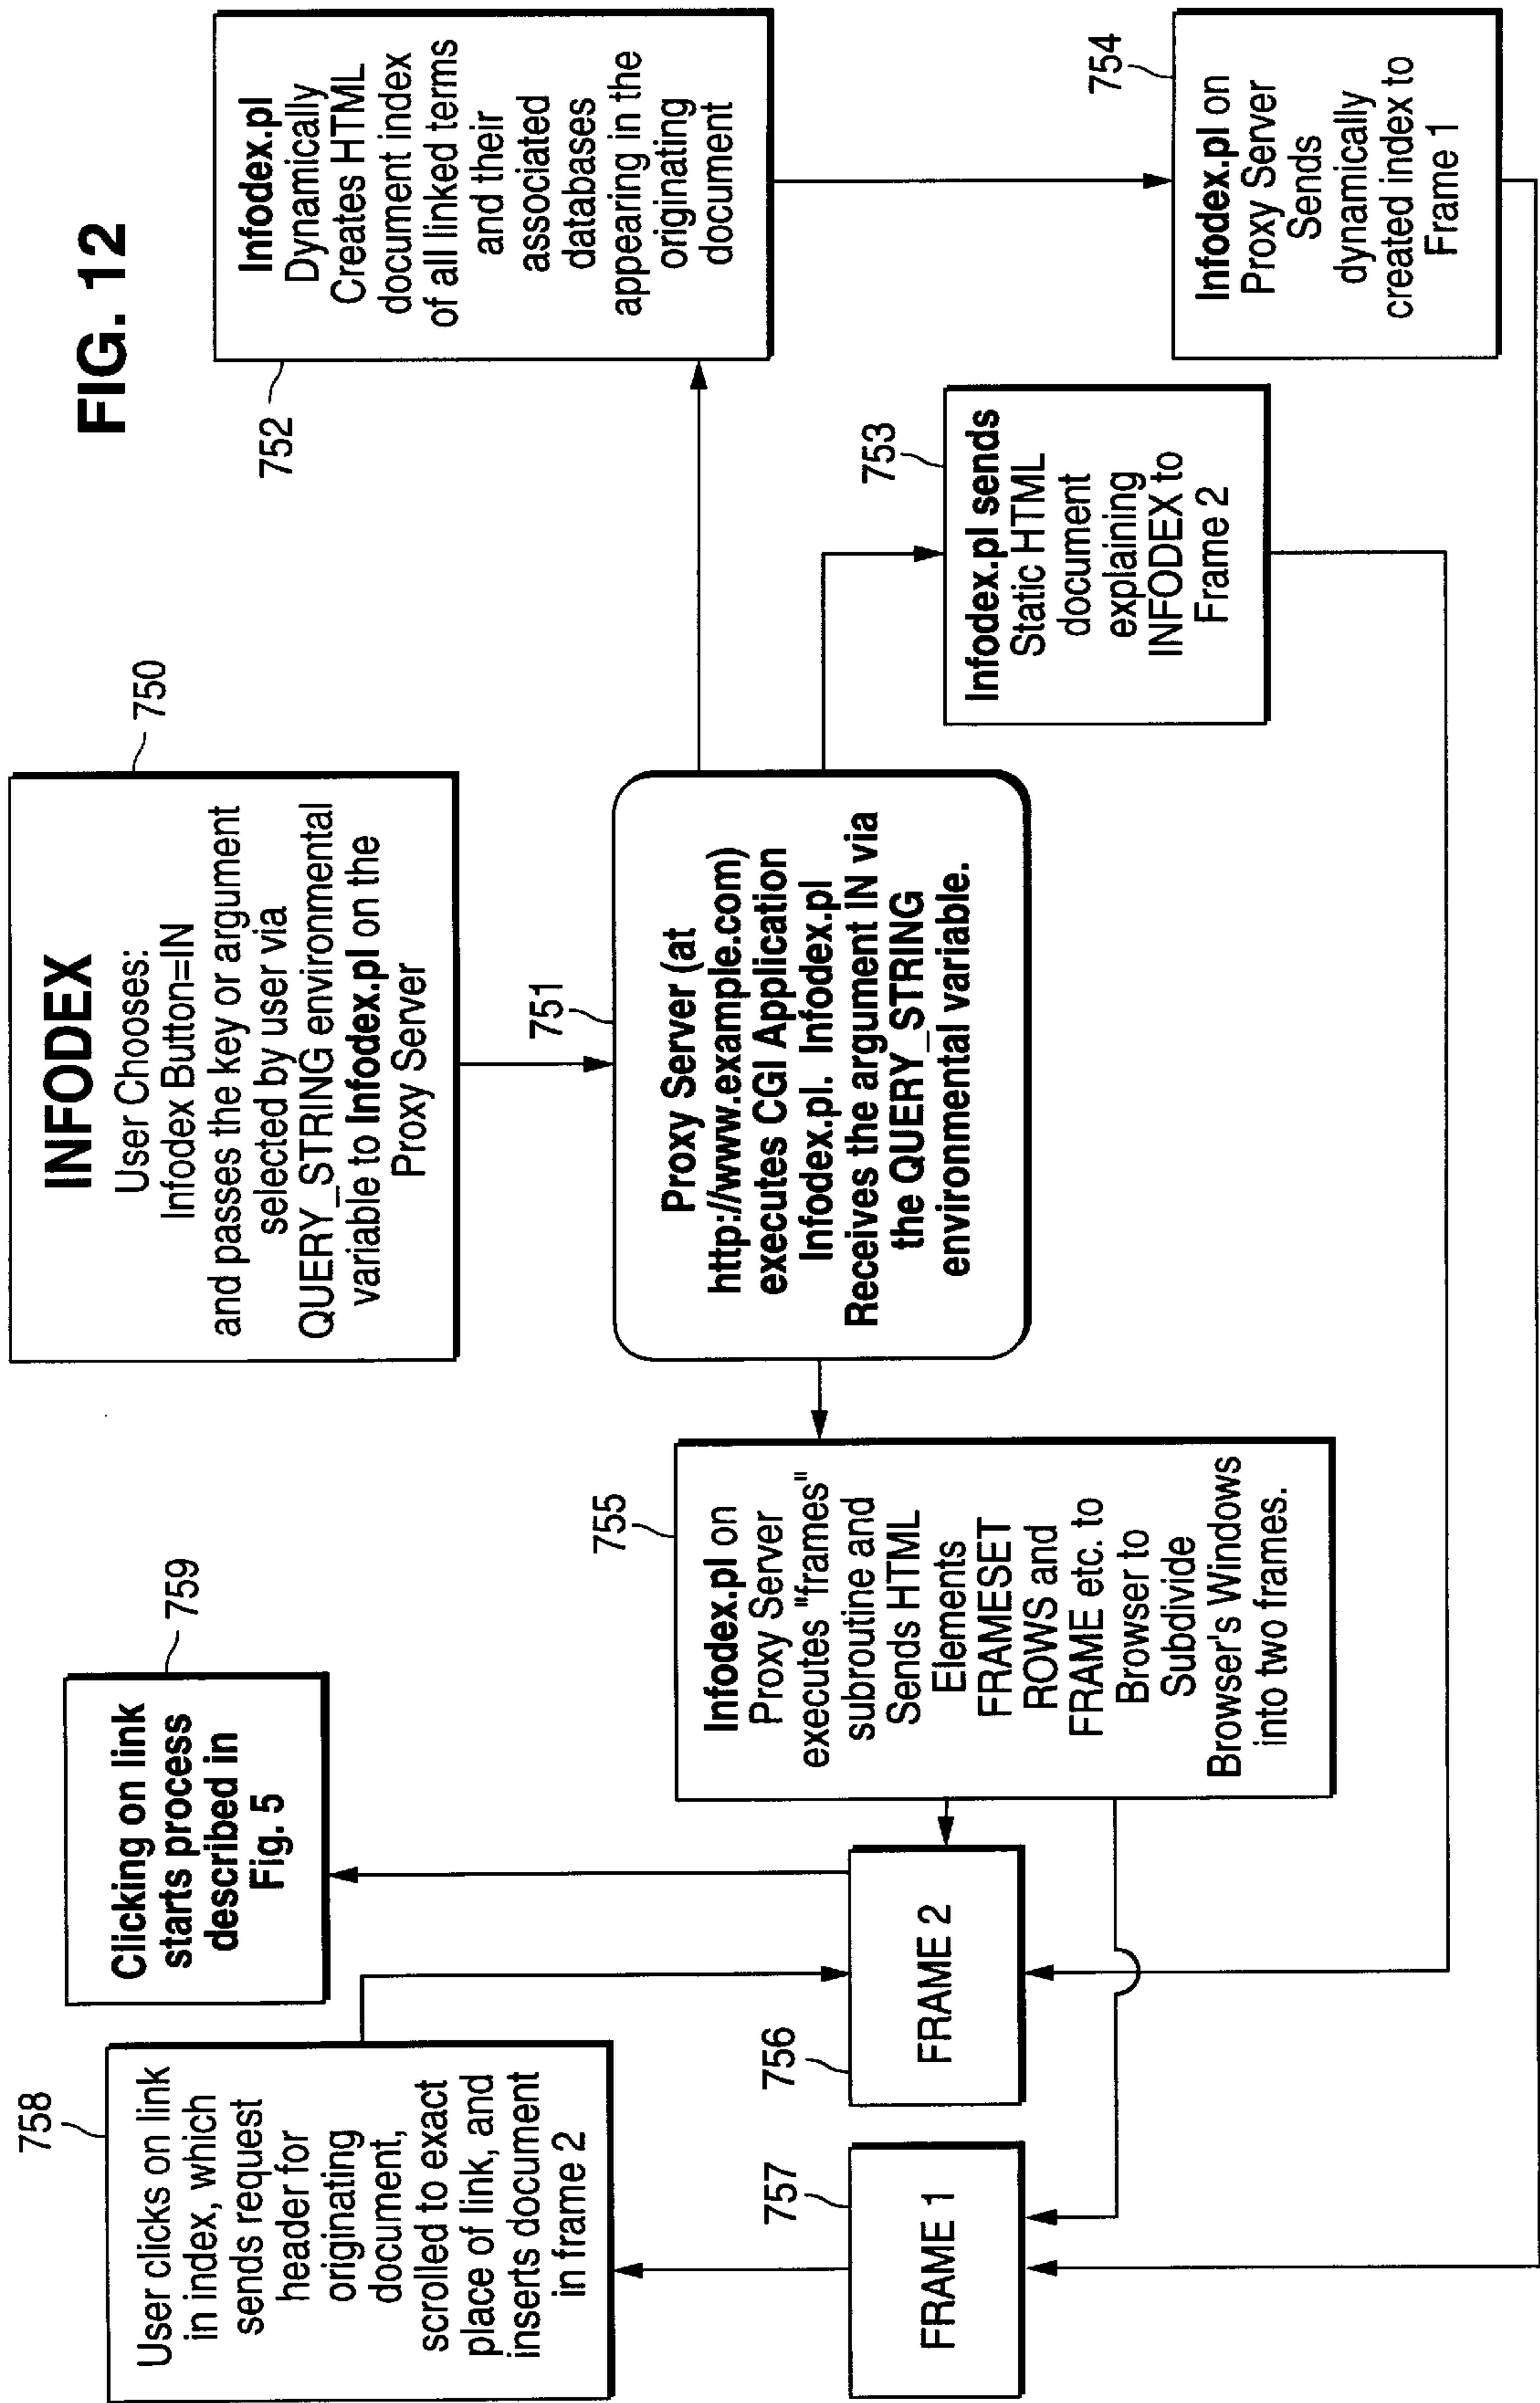 FIG. 12
750
INFODEX
User Chooses:
Infodex Button=IN
and passes the key or argument
selected by user via
QUERY_STRING environmental
variable to Infodex.pl on the
Proxy Server
751
Proxy Server (at
http://www.example.com)
executes CGI Application
Infodex.pl. Infodex.pl
Receives the argument IN via
the QUERY_STRING
environmental variable.
752
Infodex.pl
Dynamically
Creates HTML
document index
of all linked terms
and their
associated
databases
appearing in the
originating
document
753
Infodex.pl sends
Static HTML
document
explaining
INFODEX to
Frame 2
754
Infodex.pl on
Proxy Server
Sends
dynamically
created index to
Frame 1
755
Infodex.pl on
Proxy Server
executes "frames"
subroutine and
Sends HTML
Elements
FRAMESET
ROWS and
FRAME etc. to
Browser to
Subdivide
Browser's Windows
into two frames.
756
FRAME 2
757
FRAME 1
758
User clicks on link
in index, which
sends request
header for
originating
document,
scrolled to exact
place of link, and
inserts document
in frame 2
759
Clicking on link
starts process
described in
Fig. 5